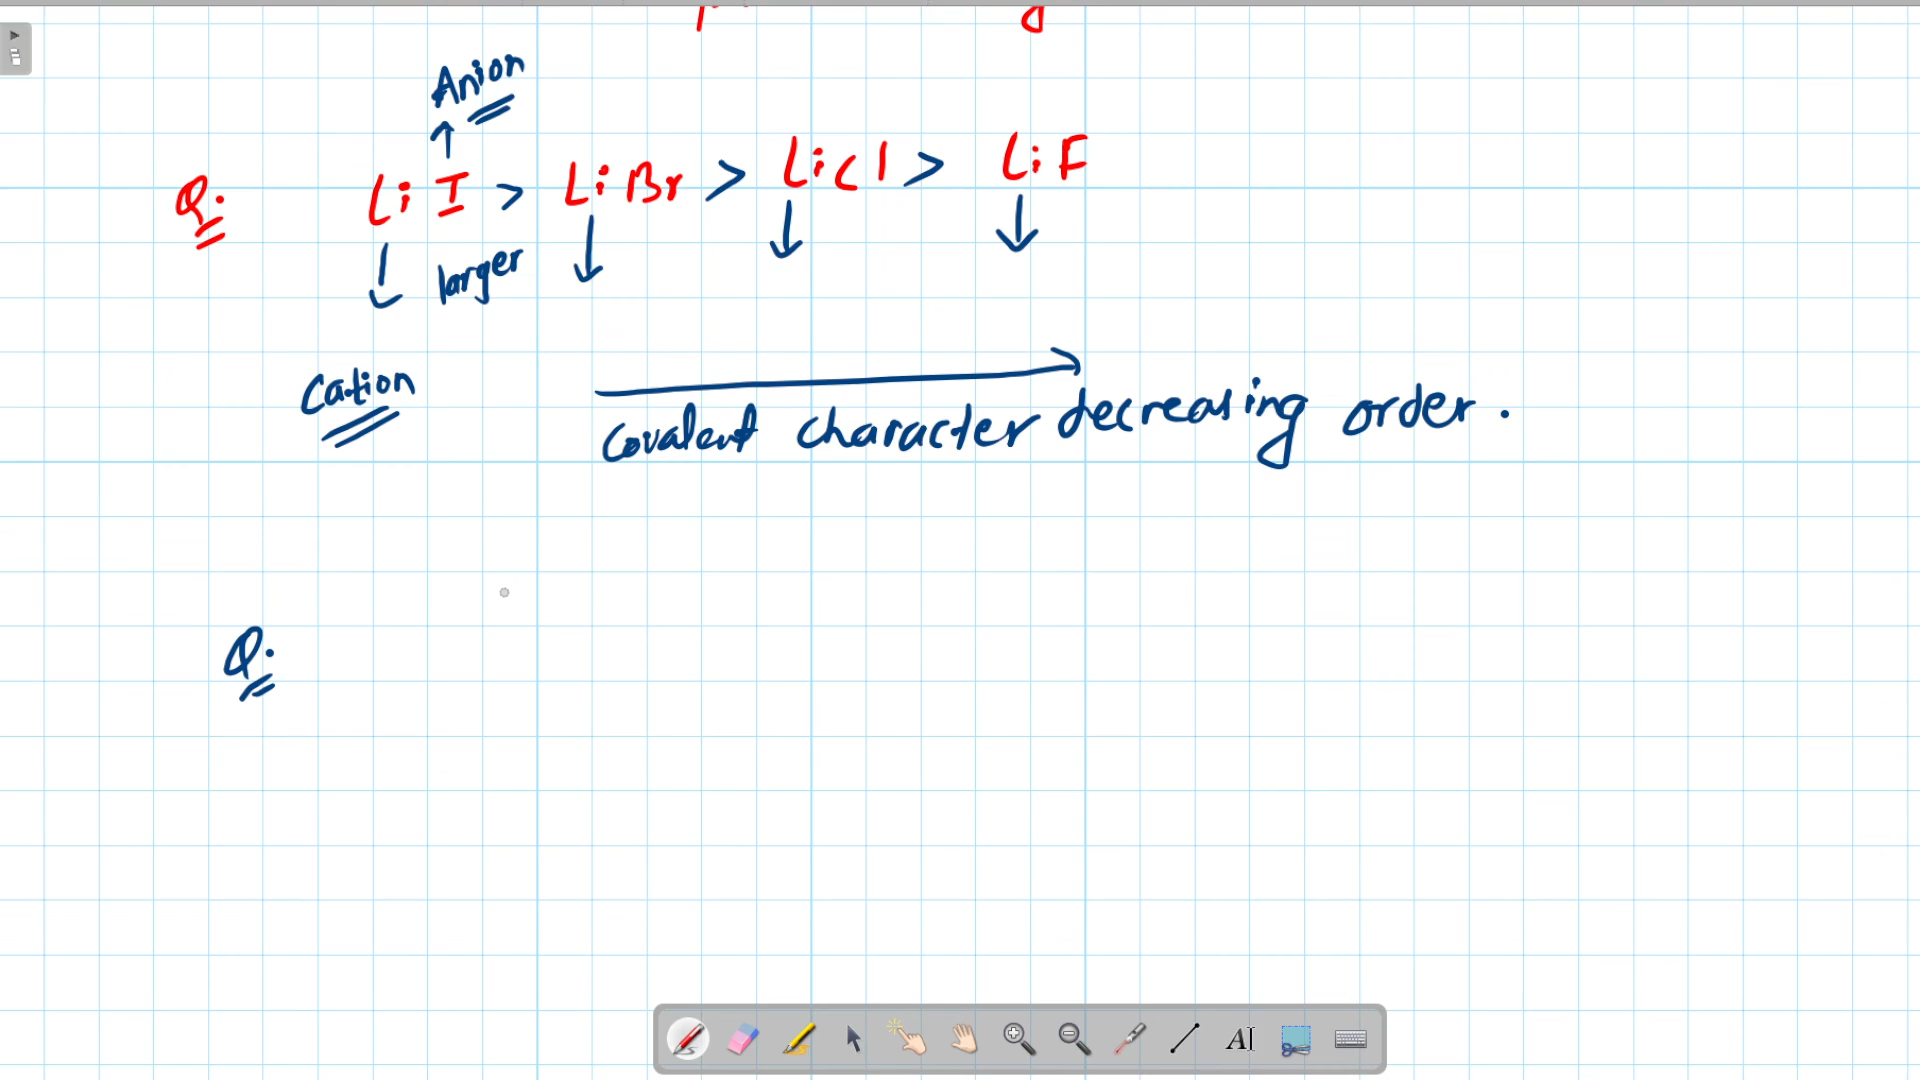 Anion
Q. LiI > LiBr > LiCl > LiF
larger
Cation
covalent character decreasing order.
Q.